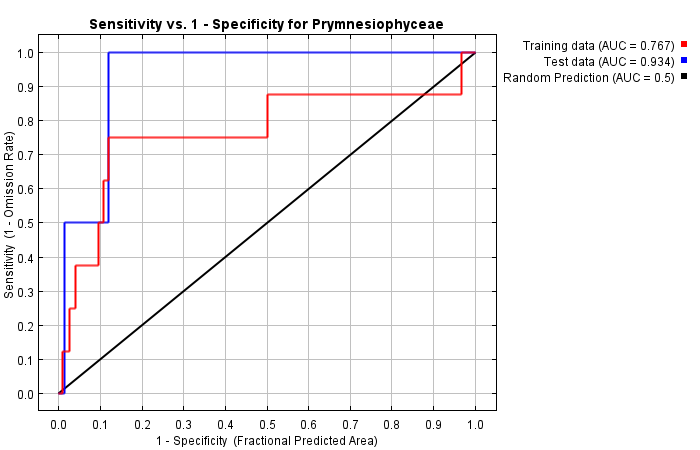 Sensitivity vs. 1 - Specificity for Prymnesiophyceae
Training data (AUC = 0.767)
Test data (AUC = 0.934)
Random Prediction (AUC = 0.5)
Sensitivity (1 - Omission Rate)
1.0
0.9
0.8
0.7
0.6
0.5
0.4
0.3
0.2
0.1
0.0
0.0 0.1 0.2 0.3 0.4 0.5 0.6 0.7 0.8 0.9 1.0
1 - Specificity (Fractional Predicted Area)